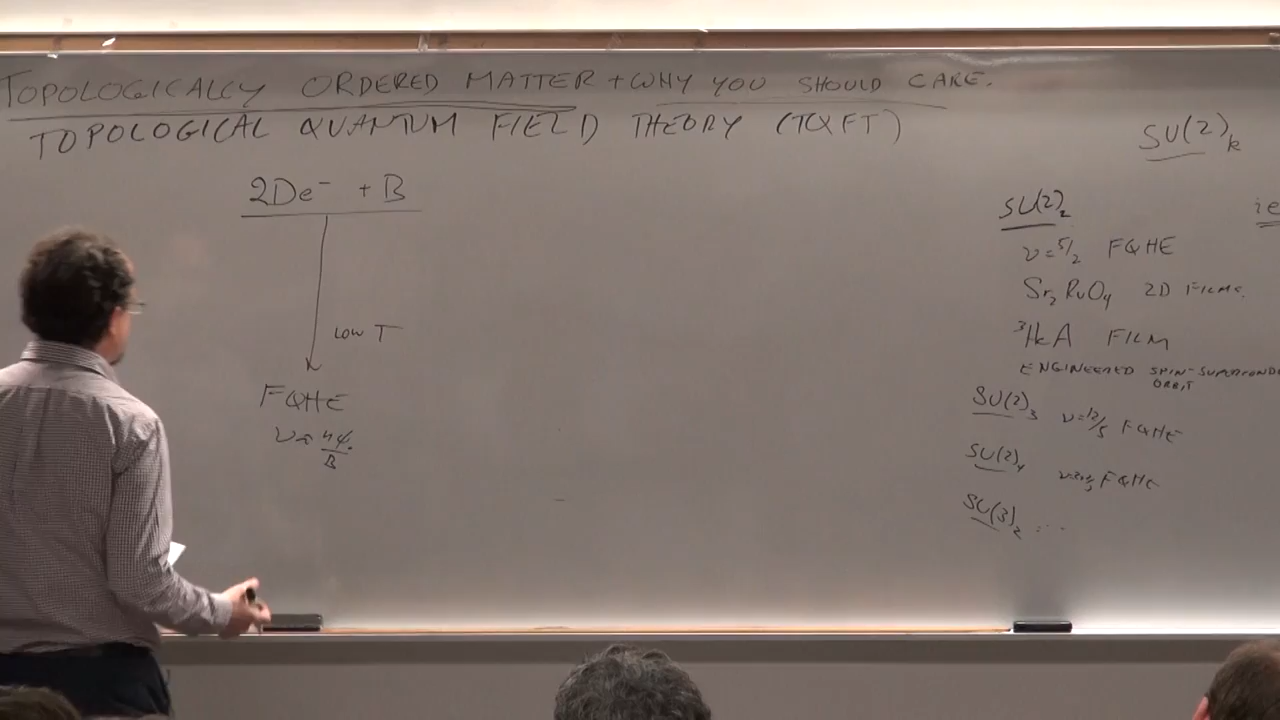 TOPOLOGICALLY ORDERED MATTER + WHY YOU SHOULD CARE.
TOPOLOGICAL QUANTUM FIELD THEORY (TQFT)
2De⁻ + B
LOW T
FQHE
SU(2)ₖ
SU(2)₂
ν=5/2 FQHE
Sr₂RuO₄ 2D FILMS.
³HeA FILM
ENGINEERED SPIN-
ORBIT
SU(2)₃ ν=12/5 FQHE
SU(2)₄ FQHE
SU(3)₂ ...
ie